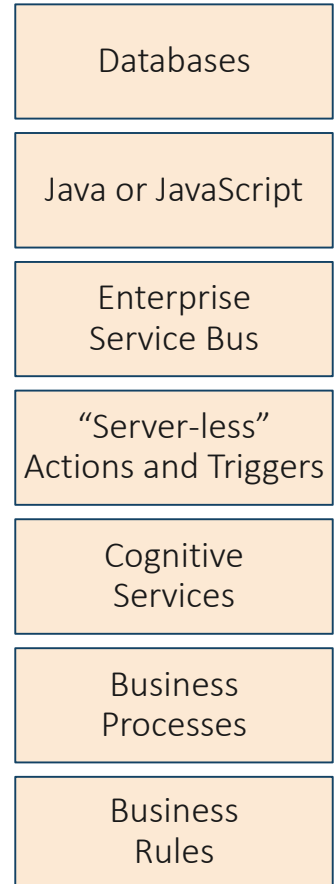 Databases
Java or JavaScript
Enterprise
Service Bus
“Server-less”
Actions and Triggers
Cognitive
Services
Business
Processes
Business
Rules